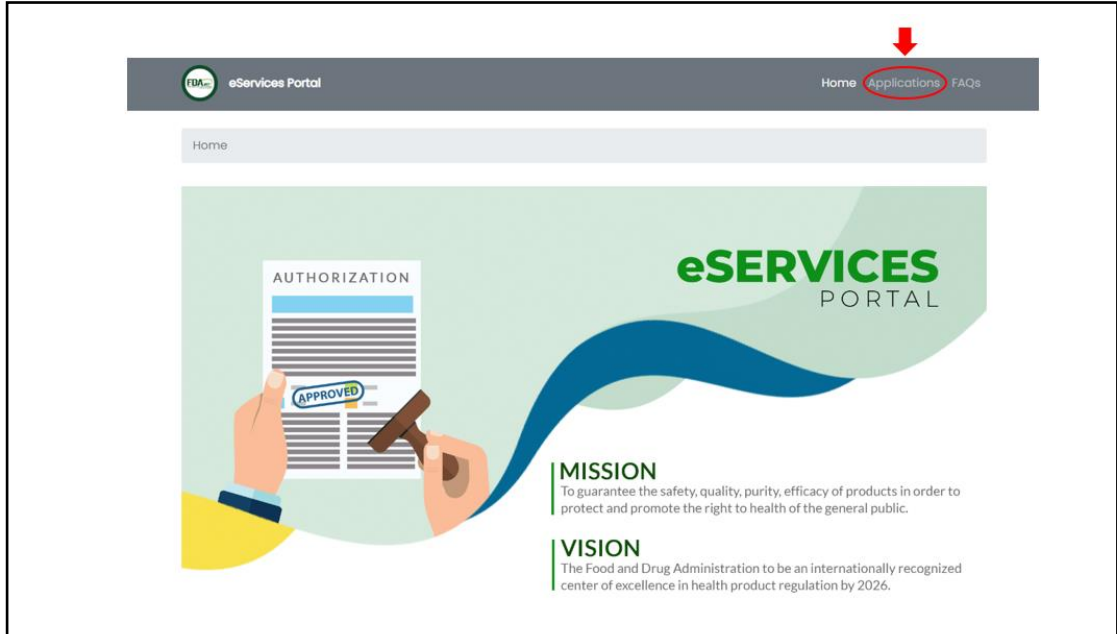 FDA
eServices Portal
Home Applications FAQs
Home
AUTHORIZATION
APPROVED
eSERVICES
PORTAL
MISSION
To guarantee the safety, quality, purity, efficacy of products in order to
protect and promote the right to health of the general public.
VISION
The Food and Drug Administration to be an internationally recognized
center of excellence in health product regulation by 2026.